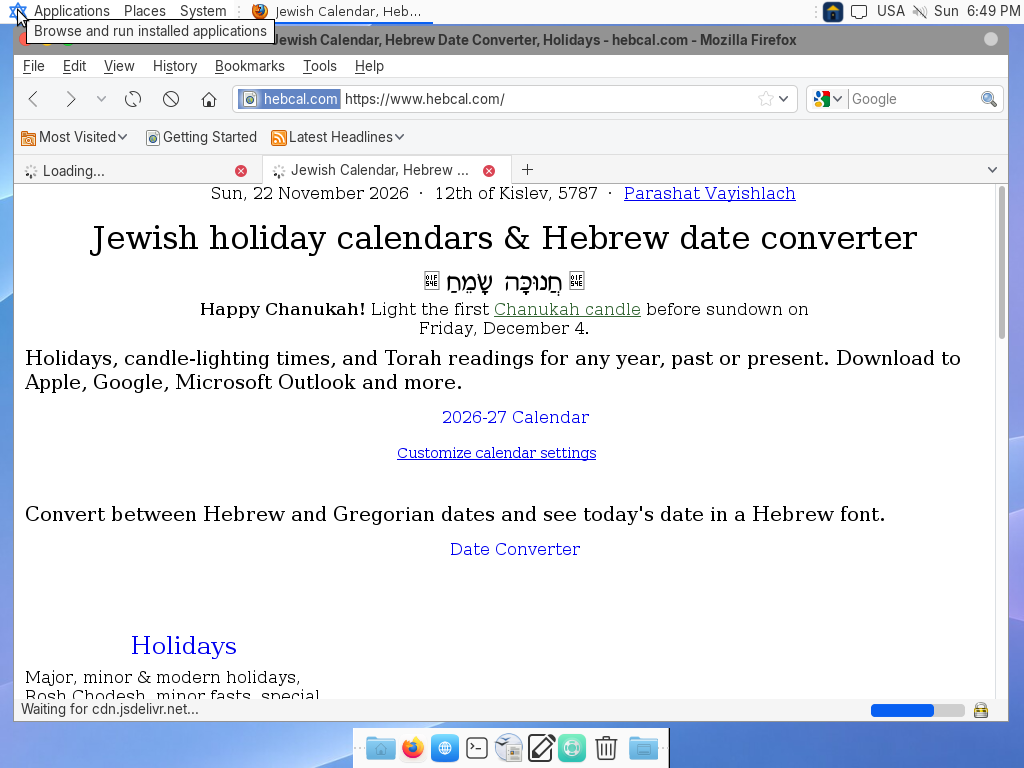 Applications Places System Jewish Calendar, Heb... USA Sun 6:49 PM
Browse and run installed applications
Jewish Calendar, Hebrew Date Converter, Holidays - hebcal.com - Mozilla Firefox
File Edit View History Bookmarks Tools Help
hebcal.com https://www.hebcal.com/ Google
Most Visited Getting Started Latest Headlines
Loading... Jewish Calendar, Hebrew ...
Sun, 22 November 2026 · 12th of Kislev, 5787 · Parashat Vayishlach
Jewish holiday calendars & Hebrew date converter
חֲנוּכָּה שָׂמֵחַ
Happy Chanukah! Light the first Chanukah candle before sundown on
Friday, December 4.
Holidays, candle-lighting times, and Torah readings for any year, past or present. Download to
Apple, Google, Microsoft Outlook and more.
2026-27 Calendar
Customize calendar settings
Convert between Hebrew and Gregorian dates and see today's date in a Hebrew font.
Date Converter
Holidays
Major, minor & modern holidays,
Rosh Chodesh, minor fasts, special
Waiting for cdn.jsdelivr.net...